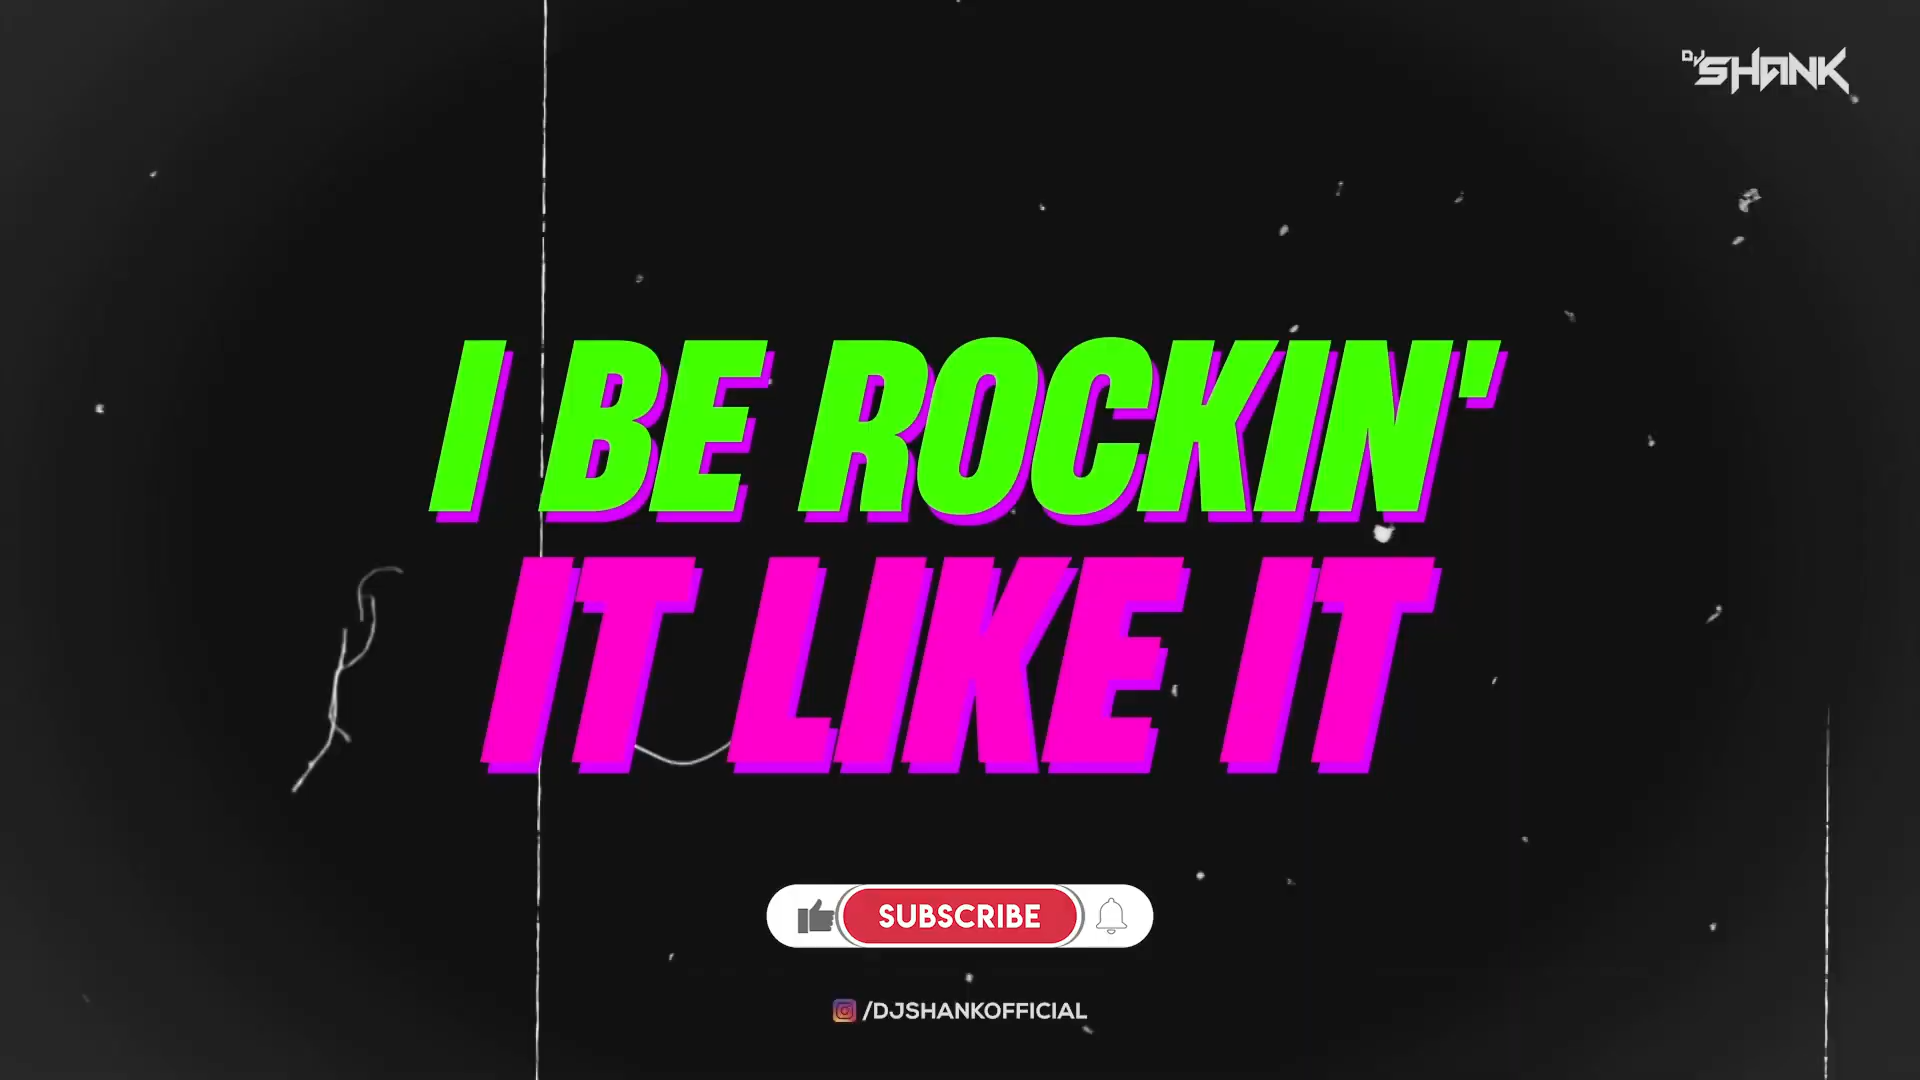 DJ SHANK
I BE ROCKIN'
IT LIKE IT
SUBSCRIBE
/DJSHANKOFFICIAL